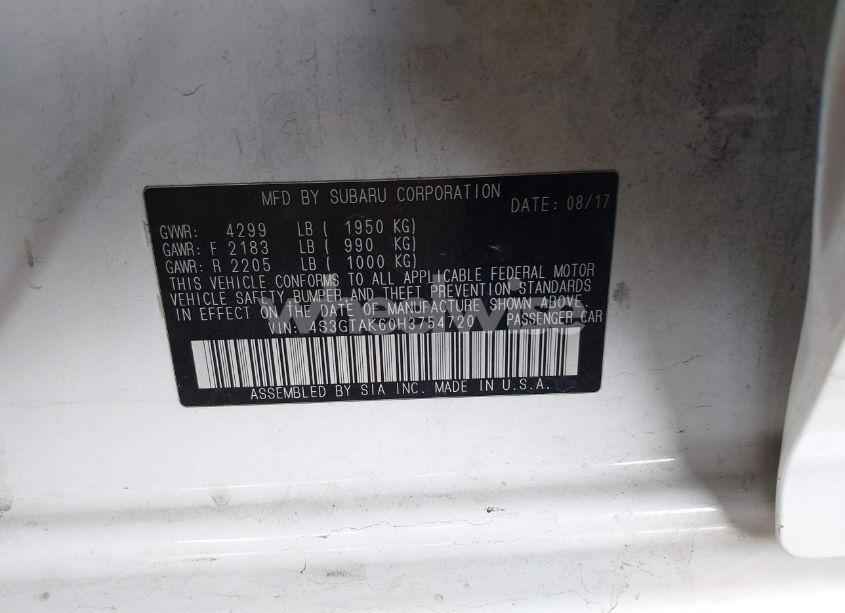 MFD BY SUBARU CORPORATION DATE: 08/17
GVWR: 4299 LB ( 1950 KG)
GAWR: F 2183 LB ( 990 KG)
GAWR: R 2205 LB ( 1000 KG)
THIS VEHICLE CONFORMS TO ALL APPLICABLE FEDERAL MOTOR
VEHICLE SAFETY, BUMPER, AND THEFT PREVENTION STANDARDS
IN EFFECT ON THE DATE OF MANUFACTURE SHOWN ABOVE.
VIN: 4S3GTAK60H3754720 PASSENGER CAR
ASSEMBLED BY SIA INC. MADE IN U.S.A.